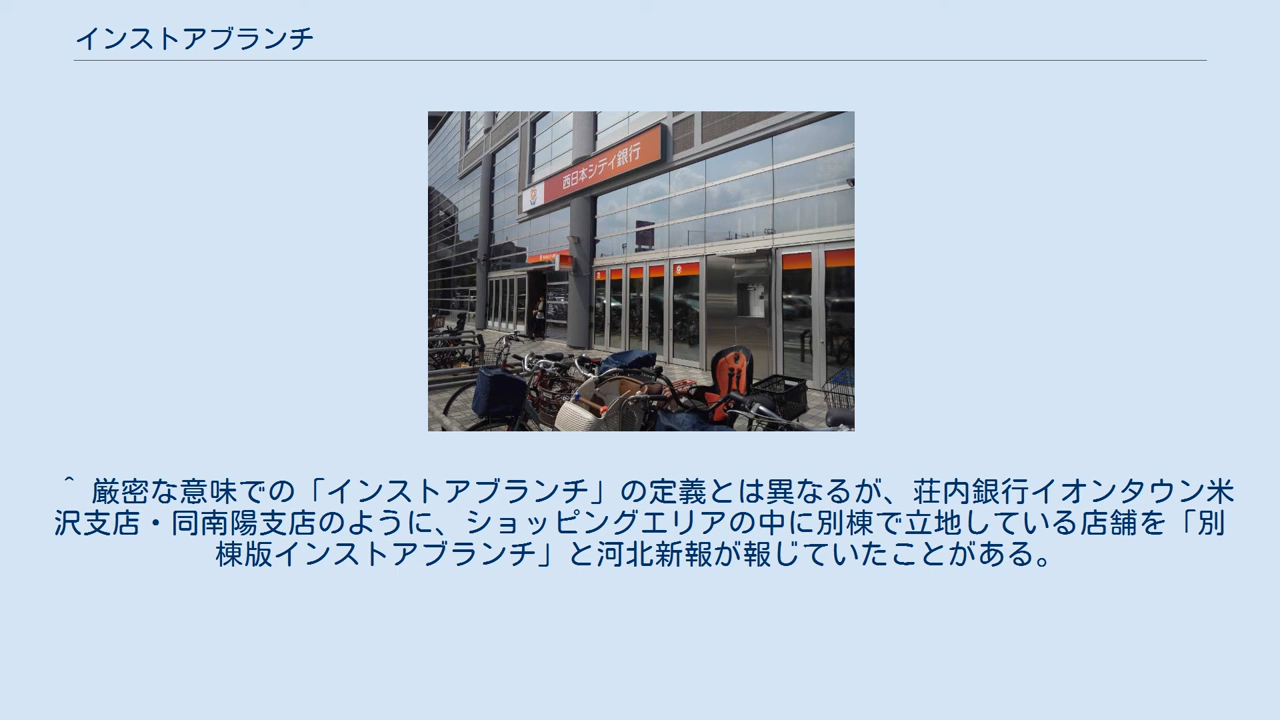 インストアブランチ
西日本シティ銀行
^ 厳密な意味での「インストアブランチ」の定義とは異なるが、荘内銀行イオンタウン米
沢支店・同南陽支店のように、ショッピングエリアの中に別棟で立地している店舗を「別
棟版インストアブランチ」と河北新報が報じていたことがある。